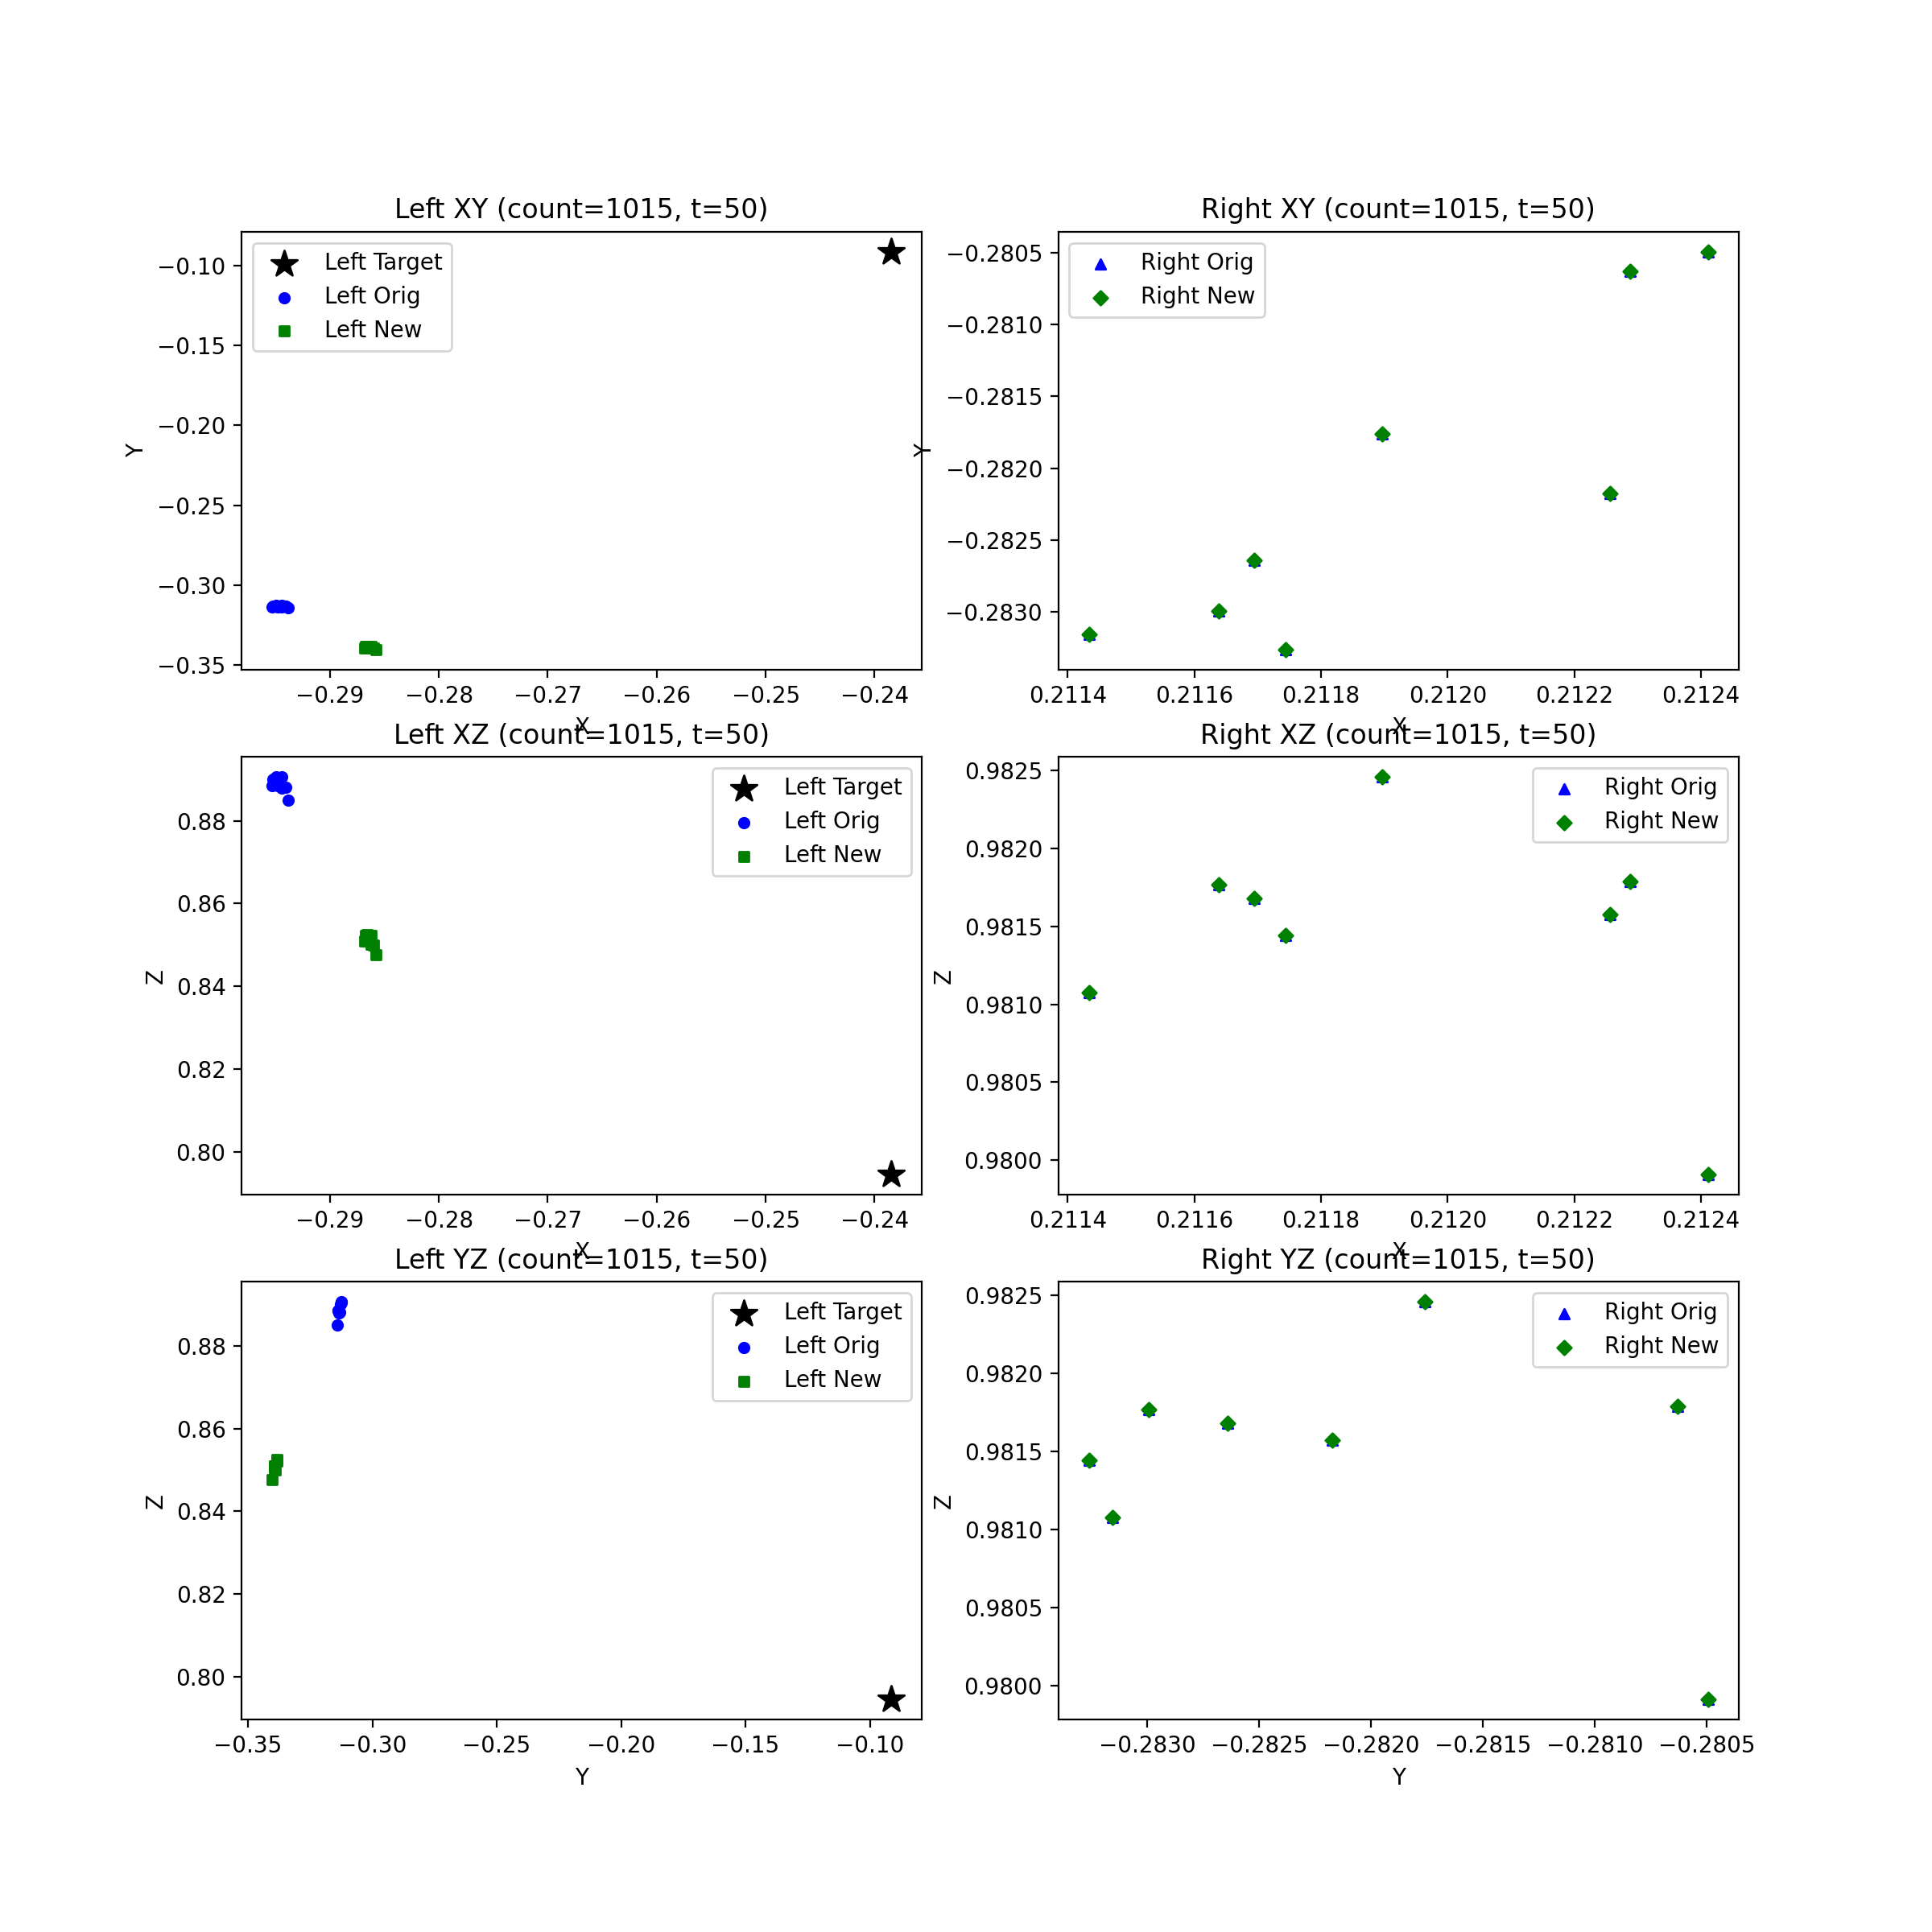 Left XY (count=1015, t=50)
Left Target
Left Orig
Left New
−0.10
−0.15
−0.20
−0.25
−0.30
−0.35
Y
−0.29 −0.28 −0.27 −0.26 −0.25 −0.24
X
Right XY (count=1015, t=50)
Right Orig
Right New
−0.2805
−0.2810
−0.2815
−0.2820
−0.2825
−0.2830
Y
0.2114 0.2116 0.2118 0.2120 0.2122 0.2124
X
Left XZ (count=1015, t=50)
Left Target
Left Orig
Left New
0.88
0.86
0.84
0.82
0.80
Z
−0.29 −0.28 −0.27 −0.26 −0.25 −0.24
X
Right XZ (count=1015, t=50)
Right Orig
Right New
0.9825
0.9820
0.9815
0.9810
0.9805
0.9800
Z
0.2114 0.2116 0.2118 0.2120 0.2122 0.2124
X
Left YZ (count=1015, t=50)
Left Target
Left Orig
Left New
0.88
0.86
0.84
0.82
0.80
Z
−0.35 −0.30 −0.25 −0.20 −0.15 −0.10
Y
Right YZ (count=1015, t=50)
Right Orig
Right New
0.9825
0.9820
0.9815
0.9810
0.9805
0.9800
Z
−0.2830 −0.2825 −0.2820 −0.2815 −0.2810 −0.2805
Y